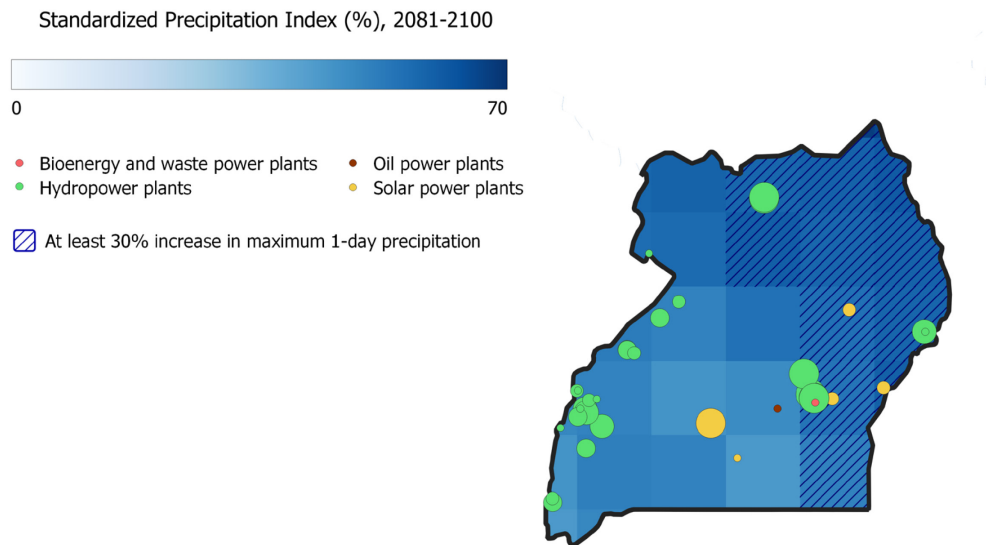 Standardized Precipitation Index (%), 2081-2100
0 70
Bioenergy and waste power plants
Oil power plants
Hydropower plants
Solar power plants
At least 30% increase in maximum 1-day precipitation